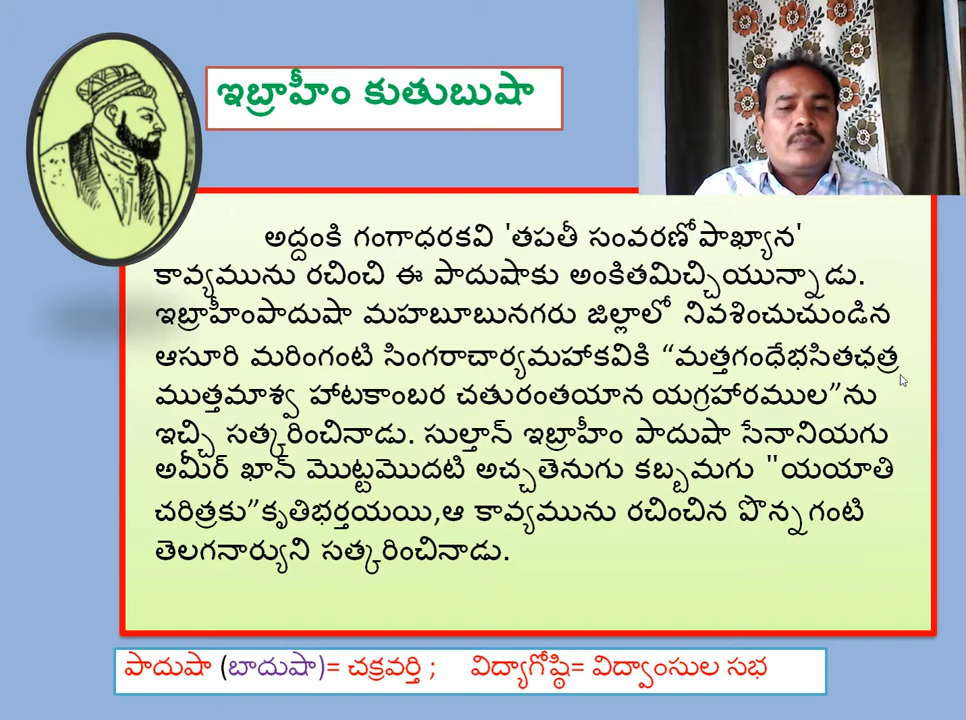 ఇబ్రాహీం కుతుబుషా
అద్దంకి గంగాధరకవి 'తపతీ సంవరణోపాఖ్యాన'
కావ్యమును రచించి ఈ పాదుషాకు అంకితమిచ్చియున్నాడు.
ఇబ్రాహీంపాదుషా మహబూబునగరు జిల్లాలో నివశించుచుండిన
ఆసూరి మరింగంటి సింగరాచార్యమహాకవికి “మత్తగంధేభసితఛత్ర
ముత్తమాశ్వ హాటకాంబర చతురంతయాన యగ్రహారముల”ను
ఇచ్చి సత్కరించినాడు. సుల్తాన్ ఇబ్రాహీం పాదుషా సేనానియగు
అమీర్ ఖాన్ మొట్టమొదటి అచ్చతెనుగు కబ్బమగు "యయాతి
చరిత్రకు”కృతిభర్తయయి,ఆ కావ్యమును రచించిన పొన్నగంటి
తెలగనార్యుని సత్కరించినాడు.
పాదుషా (బాదుషా)= చక్రవర్తి ; విద్యాగోష్ఠి= విద్వాంసుల సభ